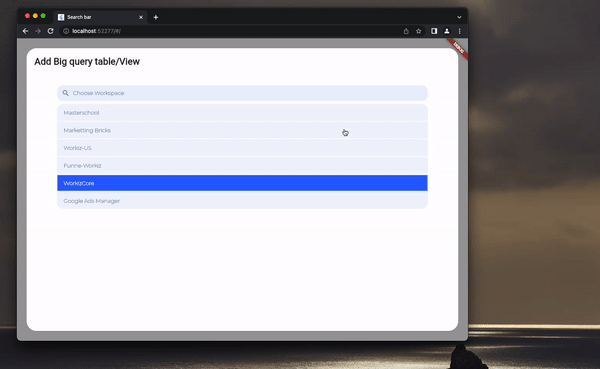 Search bar
localhost:52277/#/
DEBUG
Add Big query table/View
Choose Workspace
Masterschool
Marketting Bricks
Workiz-US
Funne-Workiz
WorkizCore
Google Ads Manager